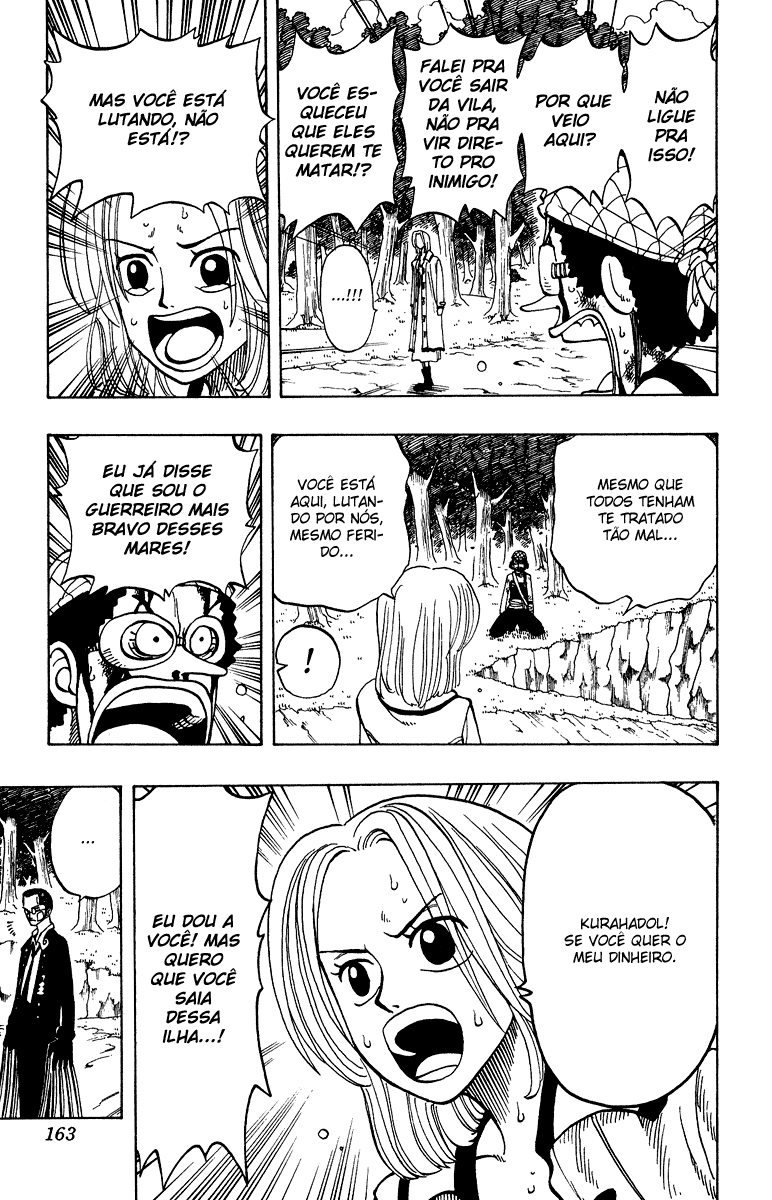 NÃO
LIGUE
PRA
ISSO!
POR QUE
VEIO
AQUI?
FALEI PRA
VOCÊ SAIR
DA VILA,
NÃO PRA
VIR DIRE-
TO PRO
INIMIGO!
VOCÊ ES-
QUECEU
QUE ELES
QUEREM TE
MATAR!?
...!!!
MAS VOCÊ ESTÁ
LUTANDO, NÃO
ESTÁ!?
MESMO QUE
TODOS TENHAM
TE TRATADO
TÃO MAL...
VOCÊ ESTÁ
AQUI, LUTAN-
DO POR NÓS,
MESMO FERI-
DO...
!
EU JÁ DISSE
QUE SOU O
GUERREIRO MAIS
BRAVO DESSES
MARES!
KURAHADOL!
SE VOCÊ QUER O
MEU DINHEIRO.
EU DOU A
VOCÊ! MAS
QUERO
QUE VOCÊ
SAIA
DESSA
ILHA...!
...
163